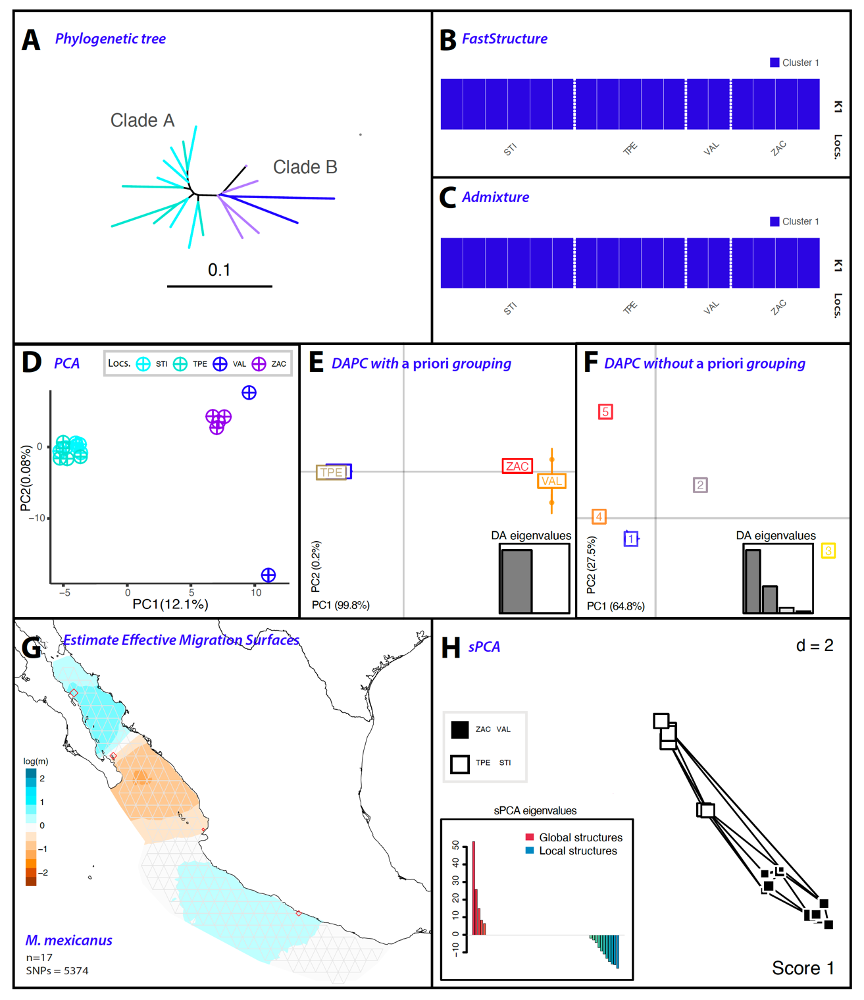 A Phylogenetic tree
Clade A
Clade B
0.1
B FastStructure
Cluster 1
K1
Locs.
STI TPE VAL ZAC
C Admixture
Cluster 1
K1
Locs.
STI TPE VAL ZAC
D PCA
Locs. STI TPE VAL ZAC
0
−10
PC2(0.08%)
−5 0 5 10
PC1(12.1%)
E DAPC with a priori grouping
TPE
ZAC
VAL
DA eigenvalues
PC2 (0.2%)
PC1 (99.8%)
F DAPC without a priori grouping
5
2
4
1
3
DA eigenvalues
PC2 (27.5%)
PC1 (64.8%)
G Estimate Effective Migration Surfaces
log(m)
2
1
0
−1
−2
M. mexicanus
n=17
SNPs = 5374
H sPCA
d = 2
ZAC VAL
TPE STI
sPCA eigenvalues
Global structures
Local structures
50
40
30
20
10
0
−10
Score 1